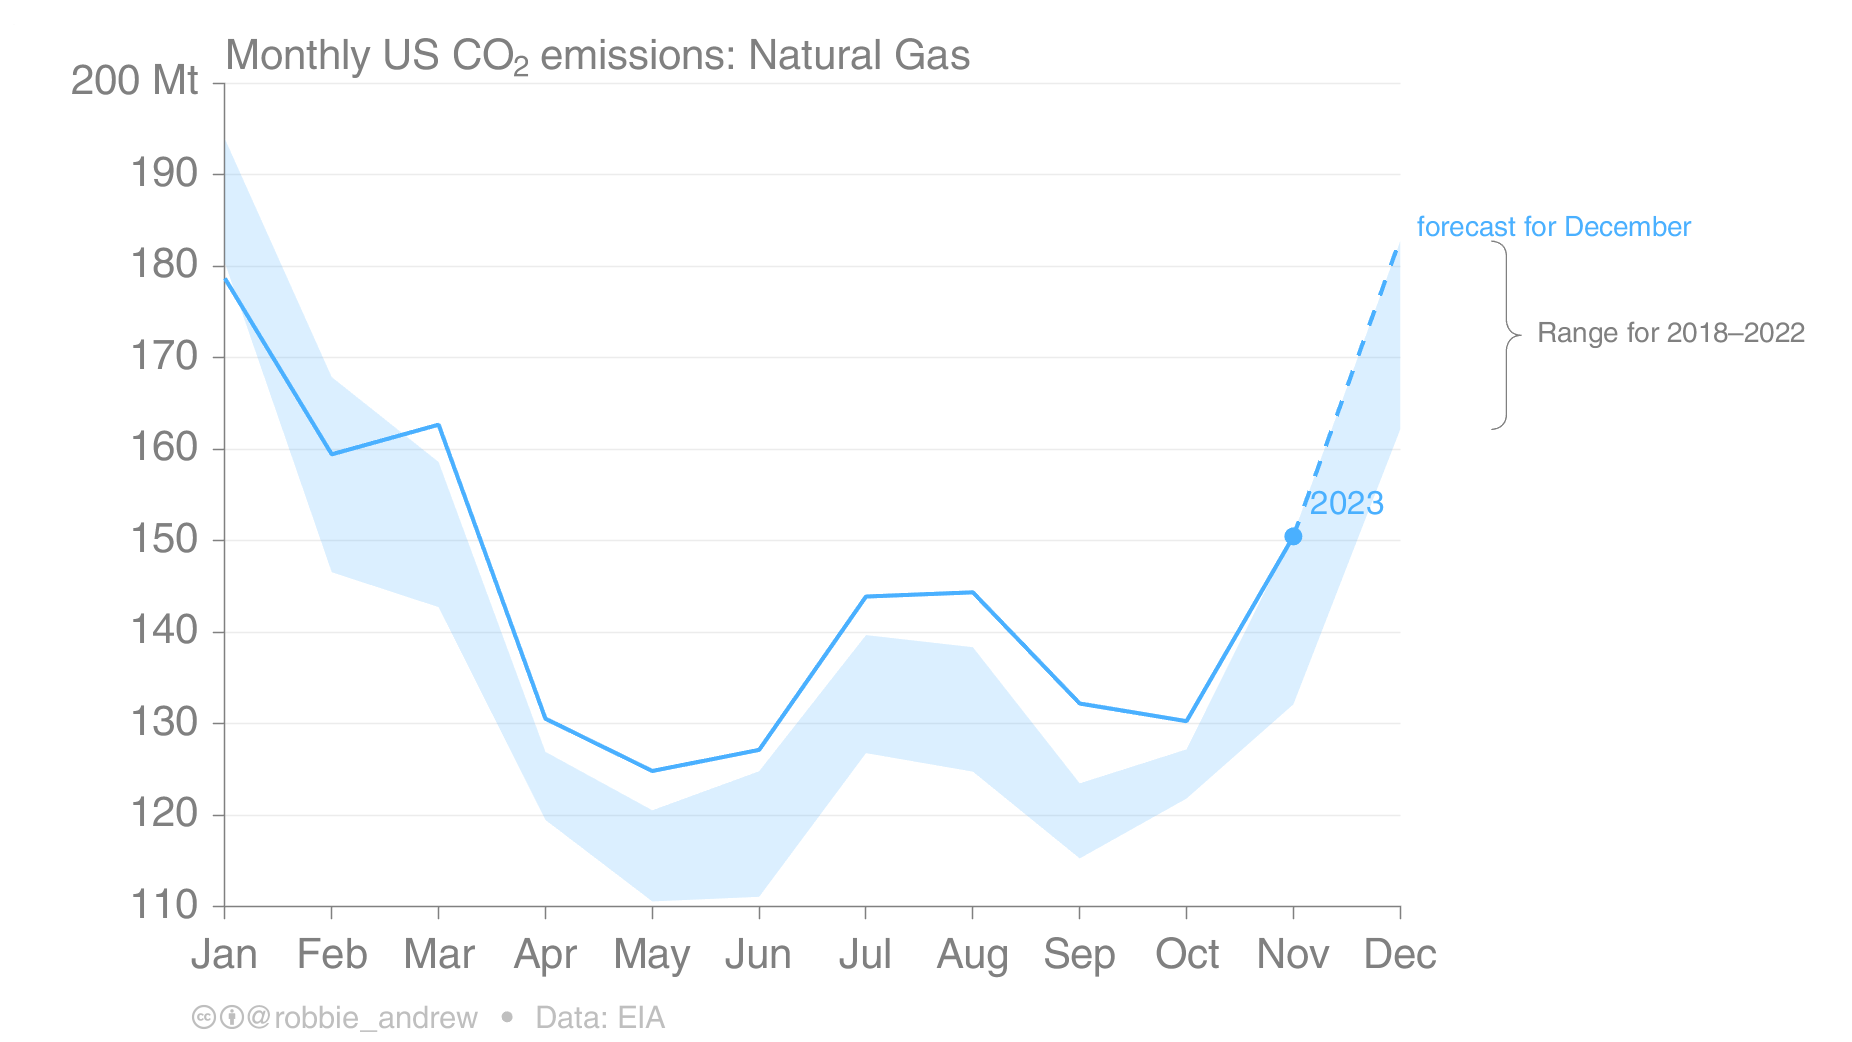 Monthly US CO₂ emissions: Natural Gas
200 Mt
190
180
170
160
150
140
130
120
110
forecast for December
Range for 2018–2022
2023
Jan Feb Mar Apr May Jun Jul Aug Sep Oct Nov Dec
cc @robbie_andrew • Data: EIA